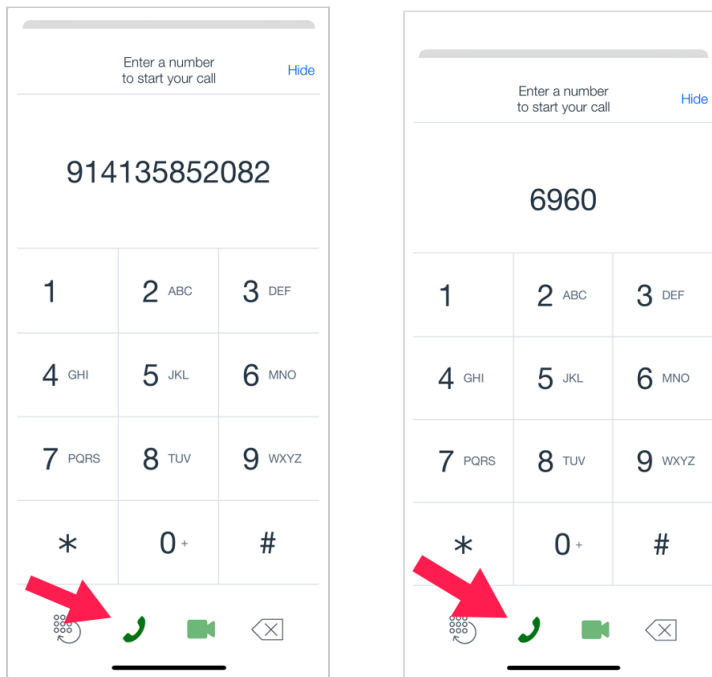 Enter a number
to start your call
Hide
914135852082
1
2 ABC
3 DEF
4 GHI
5 JKL
6 MNO
7 PQRS
8 TUV
9 WXYZ
*
0 +
#
Enter a number
to start your call
Hide
6960
1
2 ABC
3 DEF
4 GHI
5 JKL
6 MNO
7 PQRS
8 TUV
9 WXYZ
*
0 +
#